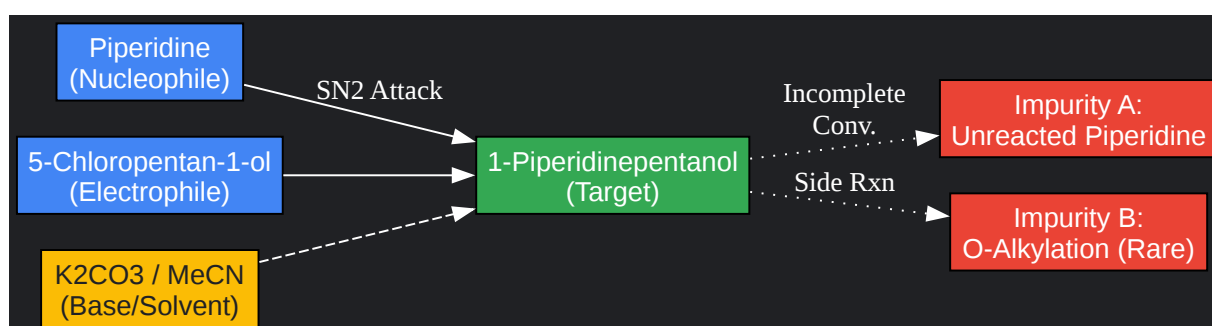 Piperidine
(Nucleophile)
SN2 Attack
5-Chloropentan-1-ol
(Electrophile)
K2CO3 / MeCN
(Base/Solvent)
1-Piperidinepentanol
(Target)
Incomplete
Conv.
Side Rxn
Impurity A:
Unreacted Piperidine
Impurity B:
O-Alkylation (Rare)